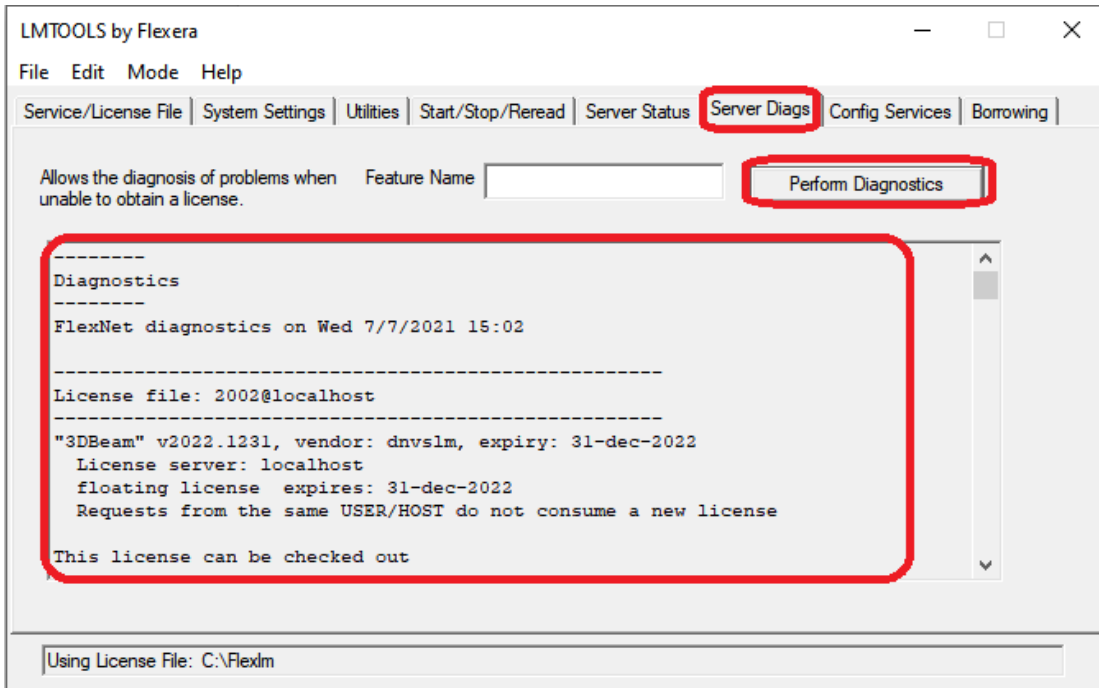 LMTOOLS by Flexera
File Edit Mode Help
Service/License File System Settings Utilities Start/Stop/Reread Server Status Server Diags Config Services Borrowing
Allows the diagnosis of problems when Feature Name Perform Diagnostics
unable to obtain a license.
--------
Diagnostics
--------
FlexNet diagnostics on Wed 7/7/2021 15:02
-----------------------------------------------------
License file: 2002@localhost
-----------------------------------------------------
"3DBeam" v2022.1231, vendor: dnvslm, expiry: 31-dec-2022
License server: localhost
floating license expires: 31-dec-2022
Requests from the same USER/HOST do not consume a new license
This license can be checked out
Using License File: C:\Flexlm